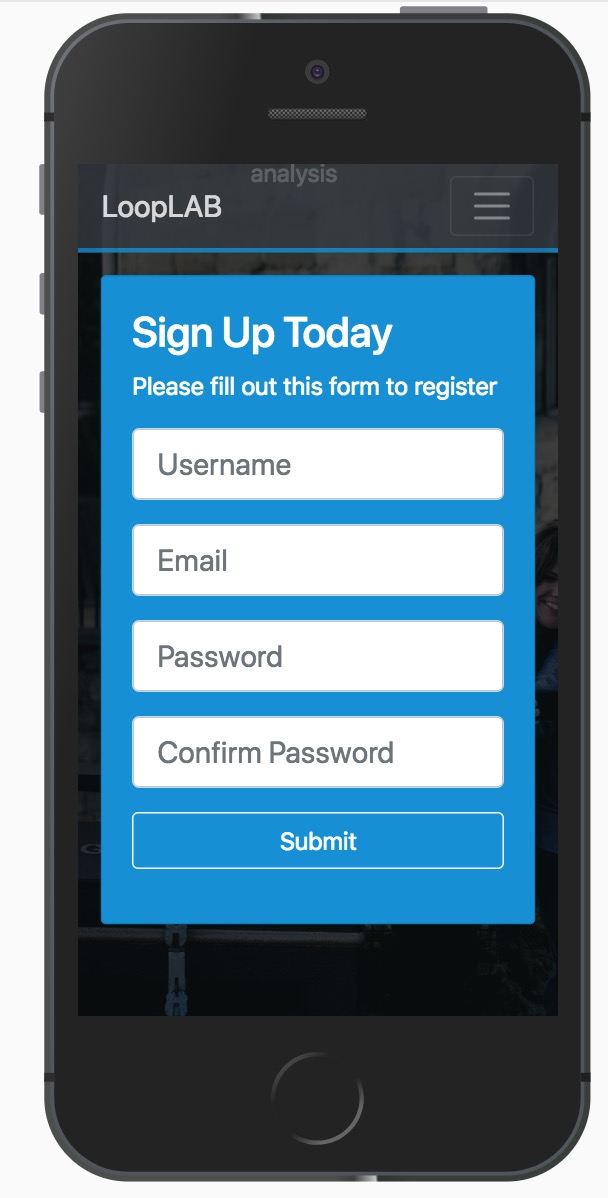 analysis
LoopLAB
Sign Up Today
Please fill out this form to register
Username
Email
Password
Confirm Password
Submit